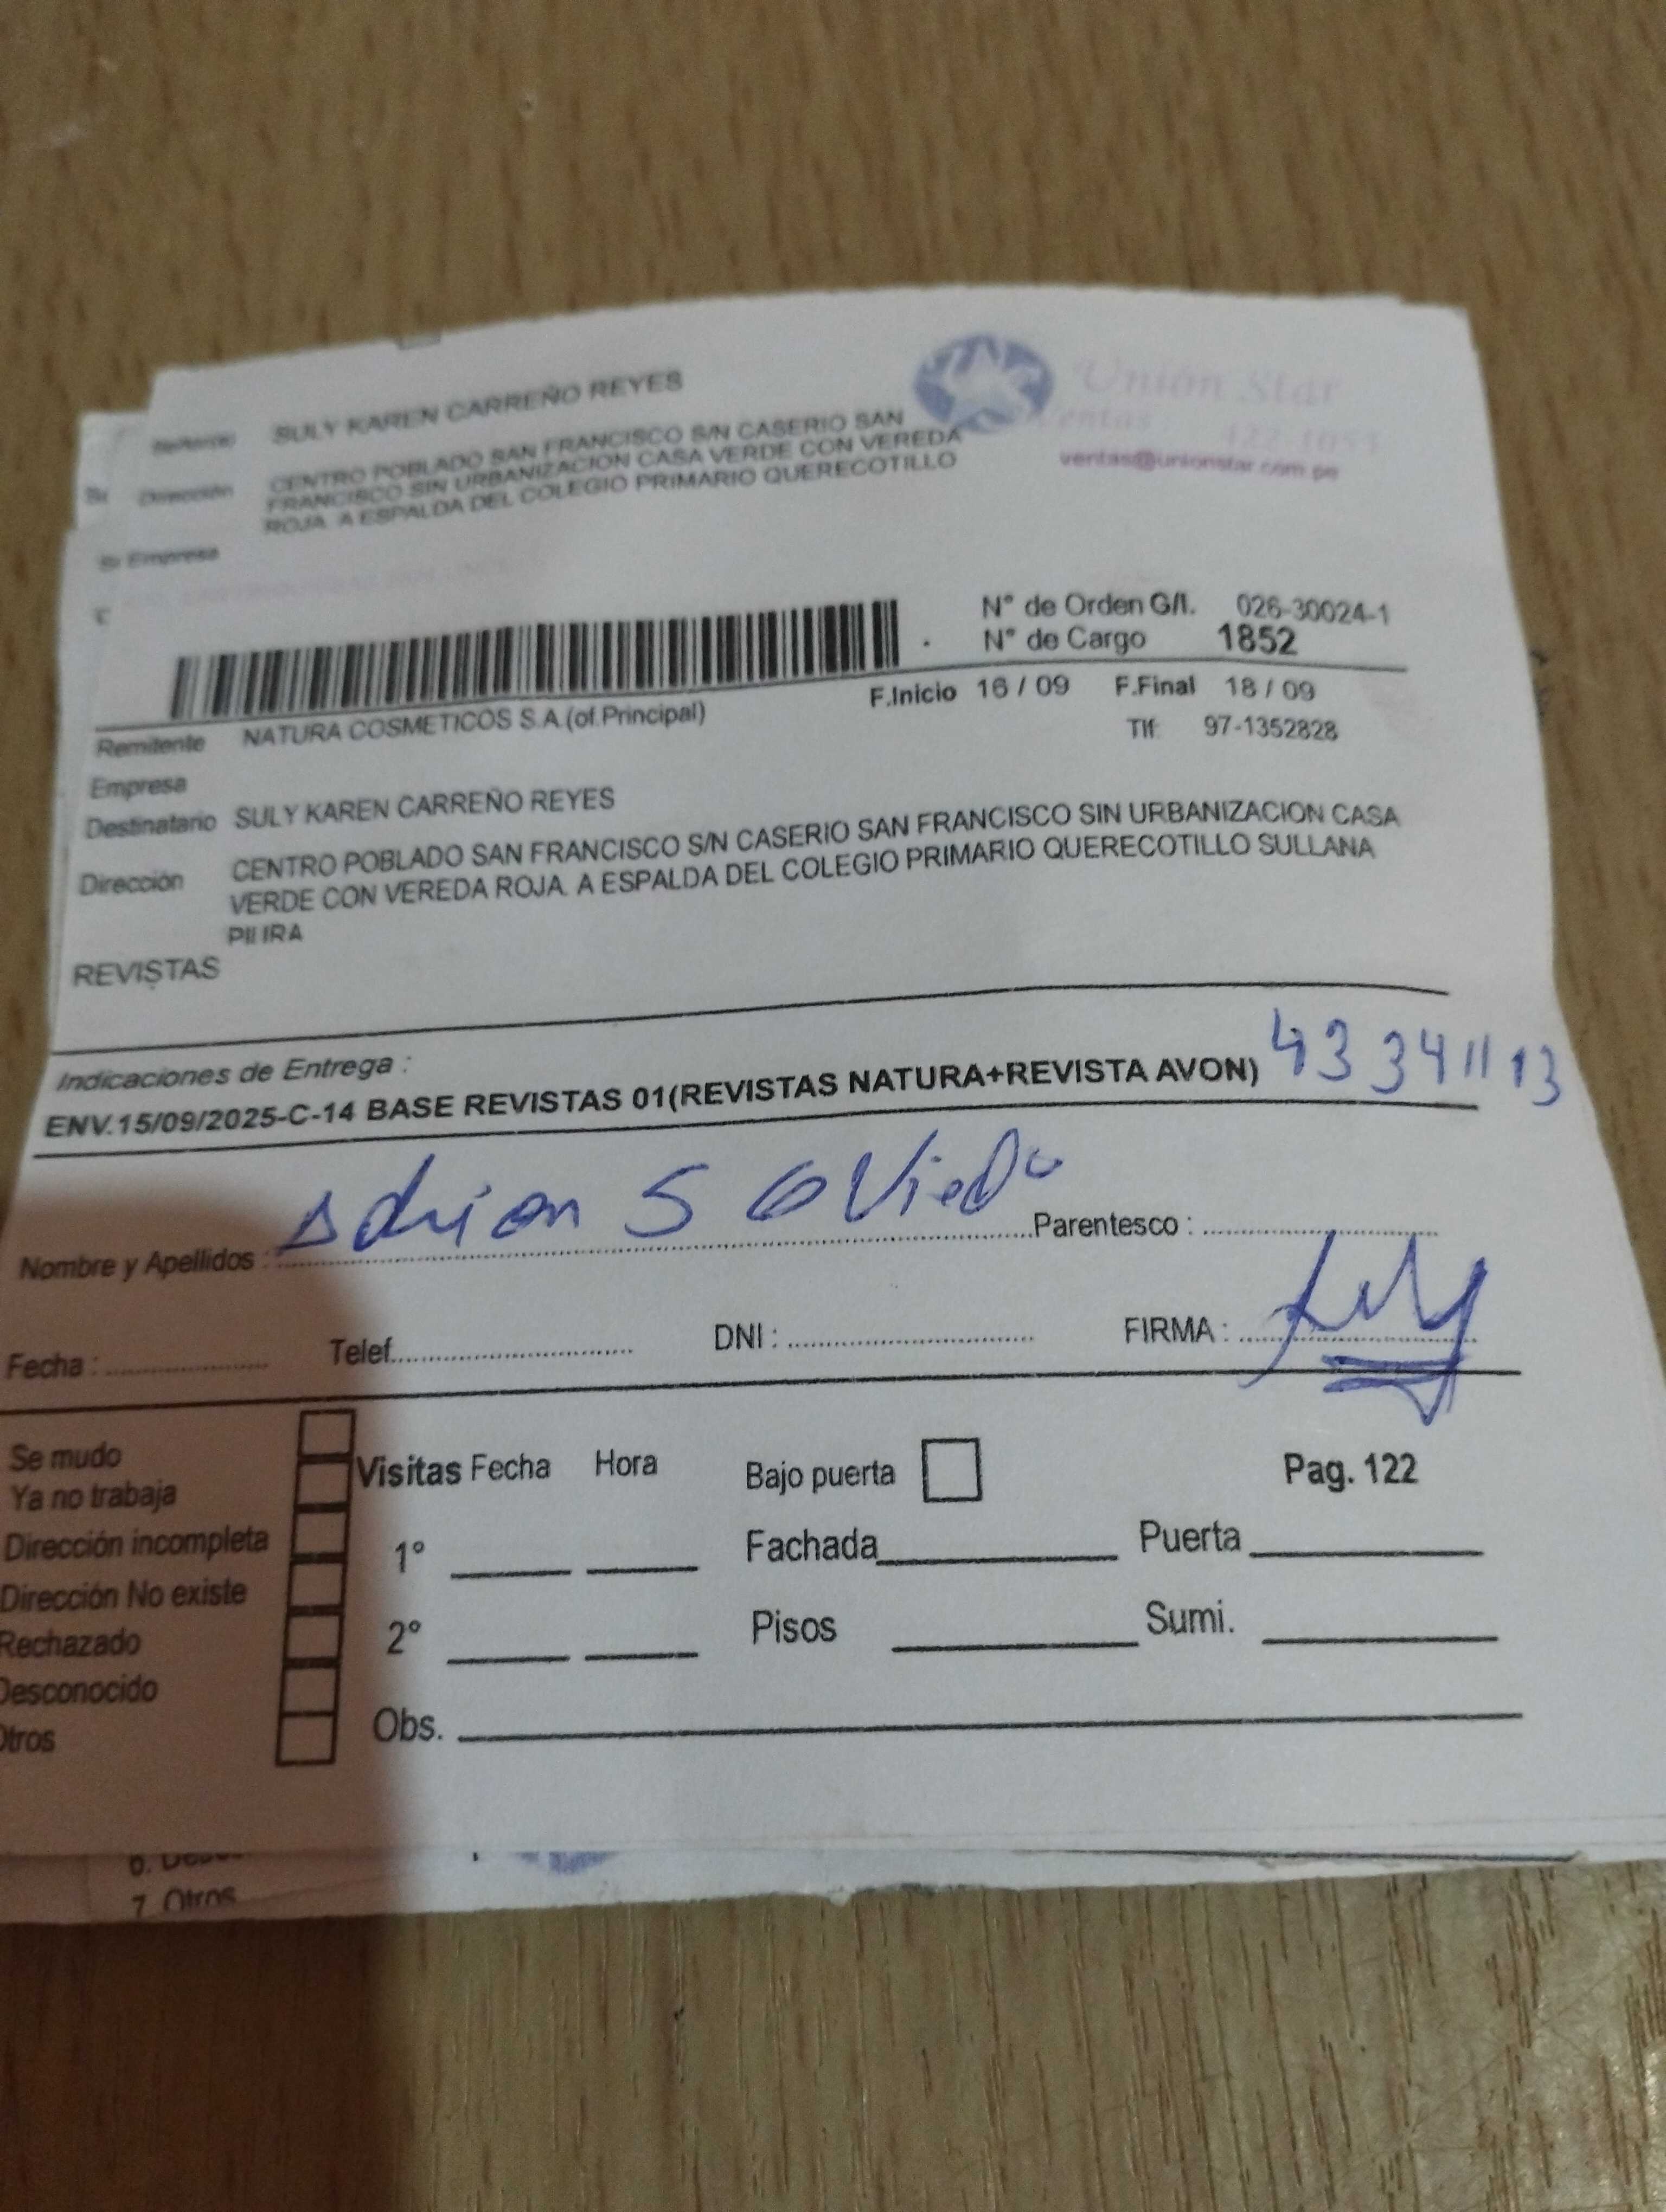 SULY KAREN CARREÑO REYES
Unión Star
Dirección CENTRO POBLADO SAN FRANCISCO S/N CASERIO SAN
FRANCISCO SIN URBANIZACION CASA VERDE CON VEREDA
ROJA. A ESPALDA DEL COLEGIO PRIMARIO QUERECOTILLO
ventas@unionstar.com.pe
Empresa
N° de Orden G/I. 026-30024-1
N° de Cargo 1852
F.Inicio 16 / 09 F.Final 18 / 09
Remitente NATURA COSMETICOS S.A.(of.Principal)
Tlf: 97-1352828
Empresa
Destinatario SULY KAREN CARREÑO REYES
Dirección CENTRO POBLADO SAN FRANCISCO S/N CASERIO SAN FRANCISCO SIN URBANIZACION CASA
VERDE CON VEREDA ROJA. A ESPALDA DEL COLEGIO PRIMARIO QUERECOTILLO SULLANA
PIURA
REVISTAS
Indicaciones de Entrega :
ENV.15/09/2025-C-14 BASE REVISTAS 01(REVISTAS NATURA+REVISTA AVON) 43341113
Nombre y Apellidos : Adrian S Oviedo Parentesco :
Fecha : Telef. DNI : FIRMA :
Se mudo
Ya no trabaja
Dirección incompleta
Dirección No existe
Rechazado
Desconocido
Otros
Visitas Fecha Hora Bajo puerta Pag. 122
1° Fachada Puerta
2° Pisos Sumi.
Obs.
7. Otros